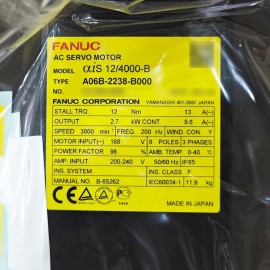 FANUC
AC SERVO MOTOR
MODEL αiS 12/4000-B
TYPE A06B-2238-B000
FANUC CORPORATION YAMANASHI 401-0597 JAPAN
STALL TRQ. 12 Nm 13 A(~)
OUTPUT 2.7 kW CONT. 9.6 A(~)
SPEED 3000 min⁻¹ FREQ. 200 Hz WIND. CON Y
MOTOR INPUT(~) 168 V 8 POLES 3 PHASES
POWER FACTOR 98 % AMB. TEMP. 0-40 ℃
AMP. INPUT 200-240 V 50/60 Hz IP65
INS. SYSTEM INS. CLASS F
MANUAL NO. B-65262 IEC60034-1 11.9 kg
MADE IN JAPAN